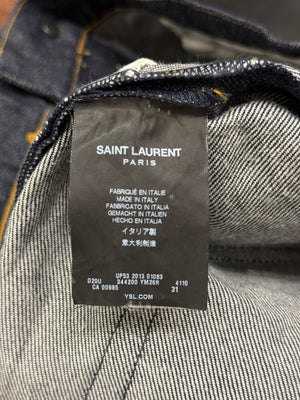 SAINT LAURENT
PARIS
FABRIQUÉ EN ITALIE
MADE IN ITALY
FABBRICATO IN ITALIA
GEMACHT IN ITALIEN
HECHO EN ITALIA
イタリア製
意大利制造
UP53 2013 01083
D20U 344200 YM26R 4110
CA 00985 31
YSL.COM